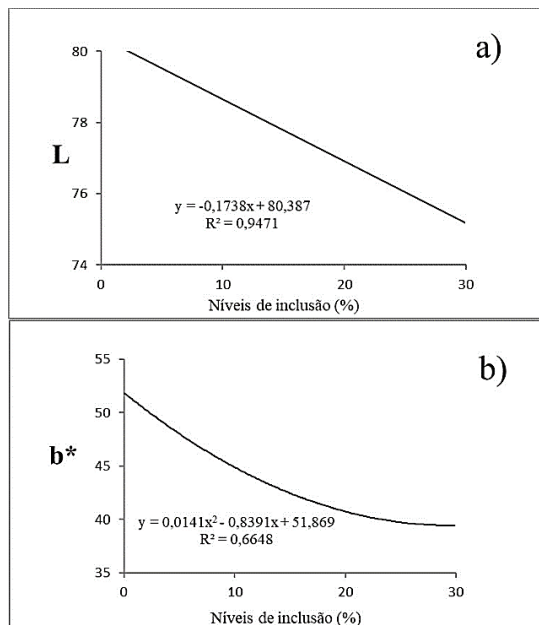 a)
80
78
L
76
y = -0,1738x + 80,387
R² = 0,9471
74
0 10 20 30
Níveis de inclusão (%)
b)
55
50
b*
45
40
y = 0,0141x² - 0,8391x + 51,869
R² = 0,6648
35
0 10 20 30
Níveis de inclusão (%)